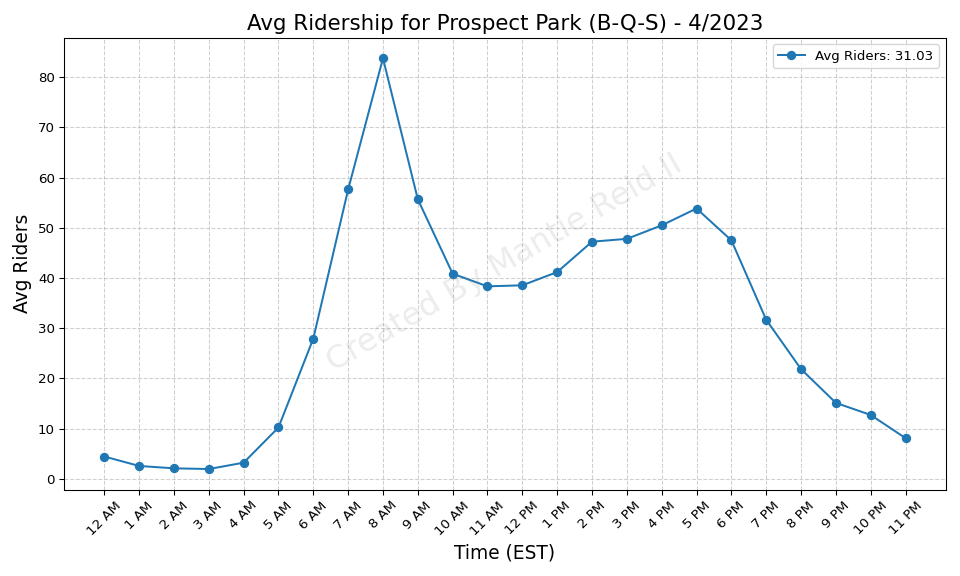 Avg Ridership for Prospect Park (B-Q-S) - 4/2023
Avg Riders: 31.03
Avg Riders
80
70
60
50
40
30
20
10
0
Created By Mantie Reid II
12 AM
1 AM
2 AM
3 AM
4 AM
5 AM
6 AM
7 AM
8 AM
9 AM
10 AM
11 AM
12 PM
1 PM
2 PM
3 PM
4 PM
5 PM
6 PM
7 PM
8 PM
9 PM
10 PM
11 PM
Time (EST)